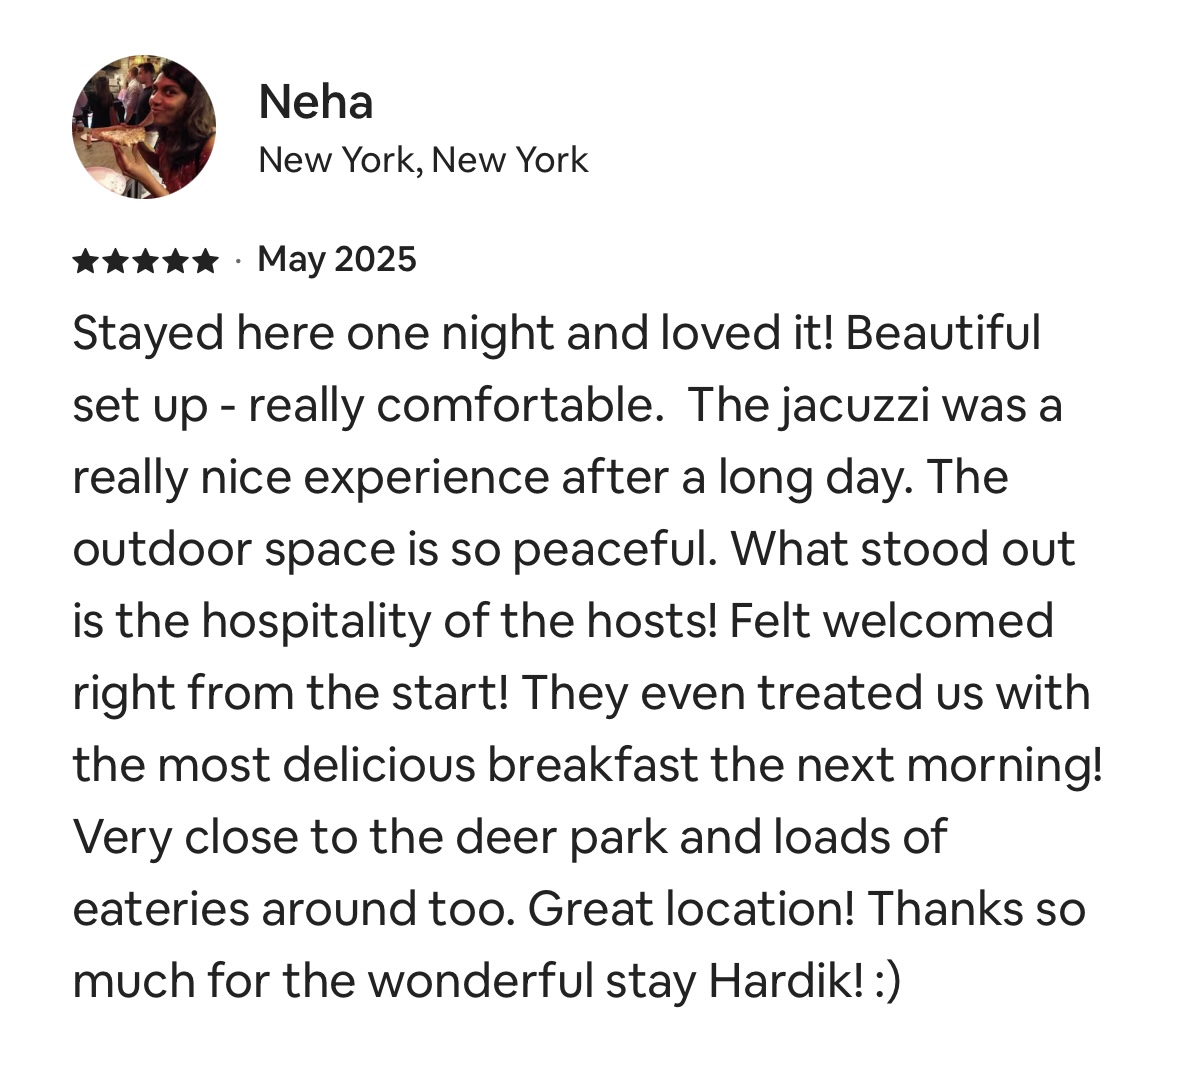 Neha
New York, New York
★★★★★ · May 2025
Stayed here one night and loved it! Beautiful
set up - really comfortable.  The jacuzzi was a
really nice experience after a long day. The
outdoor space is so peaceful. What stood out
is the hospitality of the hosts! Felt welcomed
right from the start! They even treated us with
the most delicious breakfast the next morning!
Very close to the deer park and loads of
eateries around too. Great location! Thanks so
much for the wonderful stay Hardik! :)